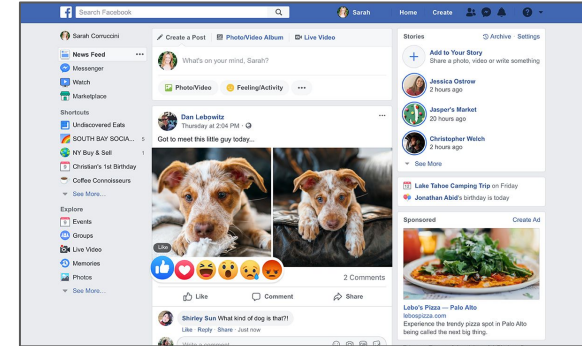 f
Search Facebook
Sarah
Home
Create
Sarah Corruccini
News Feed
Messenger
Watch
Marketplace
Shortcuts
Undiscovered Eats
SOUTH BAY SOCIA... 5
NY Buy & Sell 1
Christian's 1st Birthday
Coffee Connoisseurs
See More...
Explore
Events
Groups
Live Video
Memories
Photos
See More...
Create a Post
Photo/Video Album
Live Video
What's on your mind, Sarah?
Photo/Video
Feeling/Activity
Dan Lebowitz
Thursday at 2:04 PM ·
Got to meet this little guy today...
Like
2 Comments
Like
Comment
Share
Shirley Sun What kind of dog is that?!
Like · Reply · Share · Just now
Write a comment...
Stories
Archive
Settings
Add to Your Story
Share a photo, video or write something
Jessica Ostrow
2 hours ago
Jasper's Market
20 hours ago
Christopher Welch
2 hours ago
See More
Lake Tahoe Camping Trip on Friday
Jonathan Abid's birthday is today
Sponsored
Create Ad
Lebo's Pizza — Palo Alto
lebospizza.com
Experience the trendy pizza spot in Palo Alto
being called the next big thing.